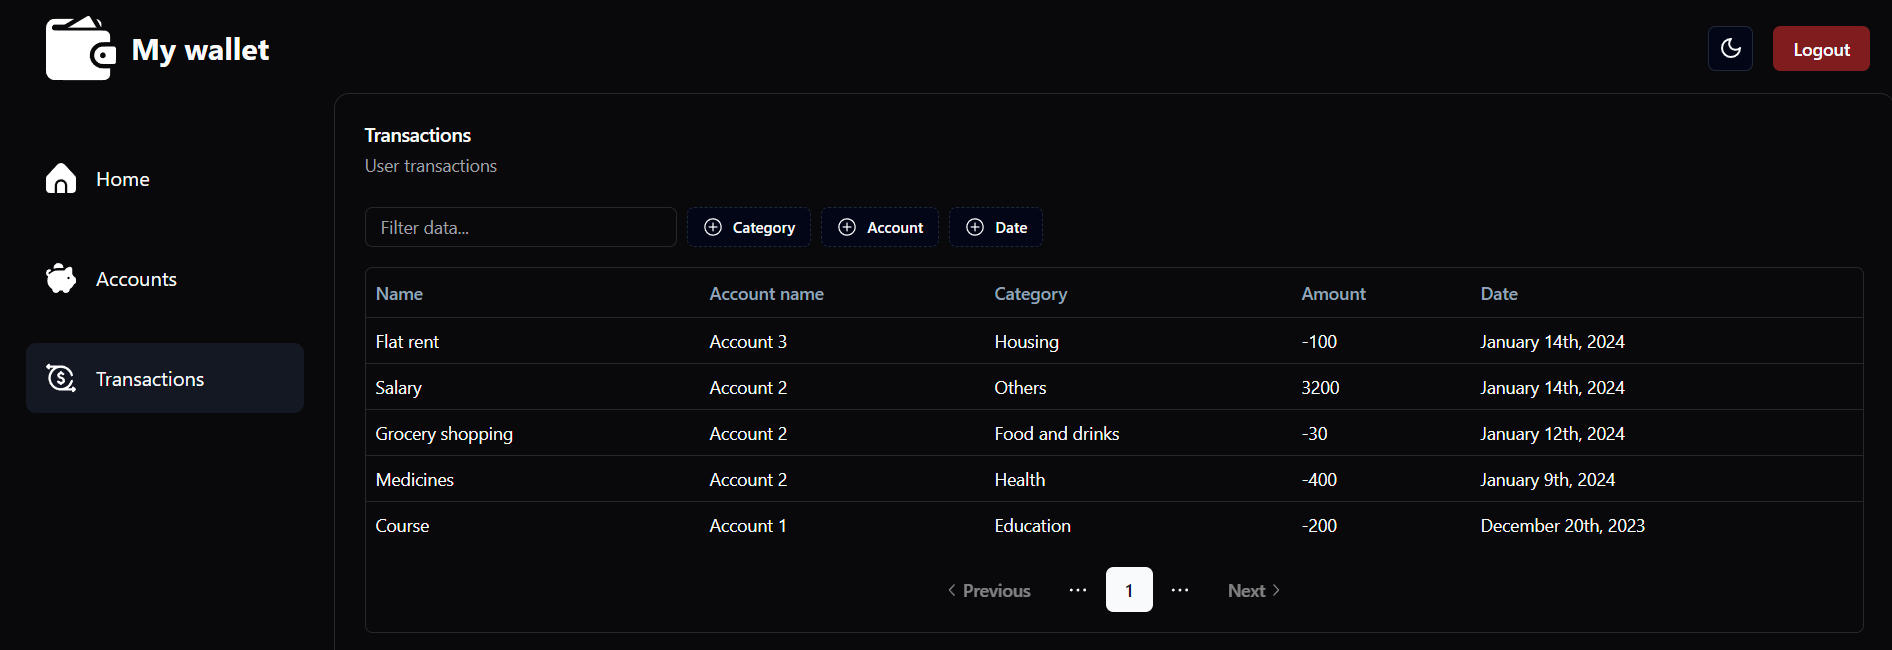 My wallet
Logout
Home
Accounts
Transactions
Transactions
User transactions
Filter data...
Category
Account
Date
Name Account name Category Amount Date
Flat rent Account 3 Housing -100 January 14th, 2024
Salary Account 2 Others 3200 January 14th, 2024
Grocery shopping Account 2 Food and drinks -30 January 12th, 2024
Medicines Account 2 Health -400 January 9th, 2024
Course Account 1 Education -200 December 20th, 2023
Previous ... 1 ... Next